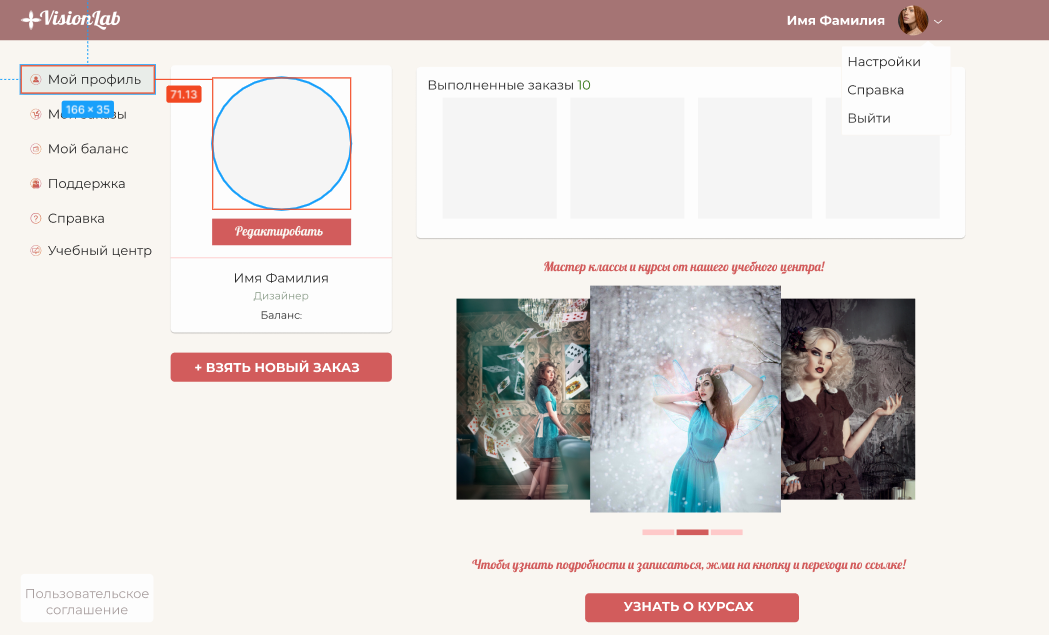 VisionLab
Имя Фамилия
Настройки
Справка
Выйти
Мой профиль
71.13
166 × 35
Мои заказы
Мой баланс
Поддержка
Справка
Учебный центр
Редактировать
Имя Фамилия
Дизайнер
Баланс:
+ ВЗЯТЬ НОВЫЙ ЗАКАЗ
Выполненные заказы 10
Мастер классы и курсы от нашего учебного центра!
Чтобы узнать подробности и записаться, жми на кнопку и переходи по ссылке!
УЗНАТЬ О КУРСАХ
Пользовательское
соглашение